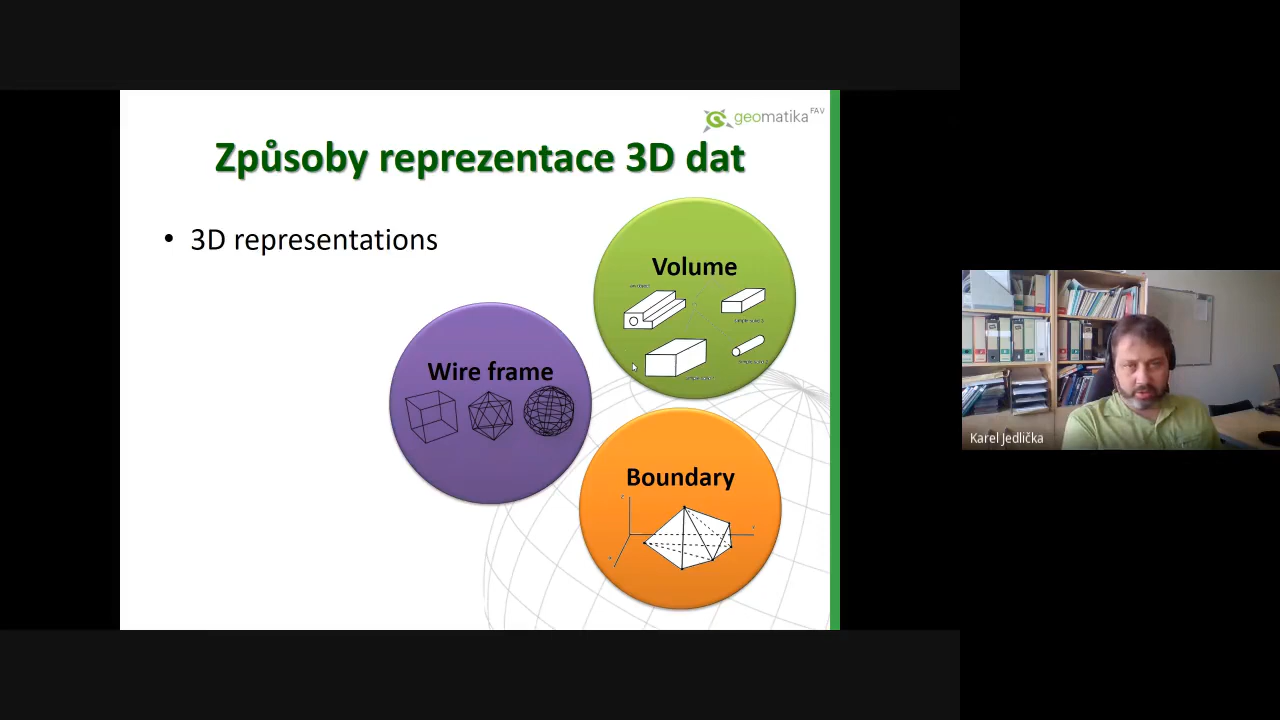 geomatika FAV
Způsoby reprezentace 3D dat
• 3D representations
Volume
Wire frame
Boundary
Karel Jedlička